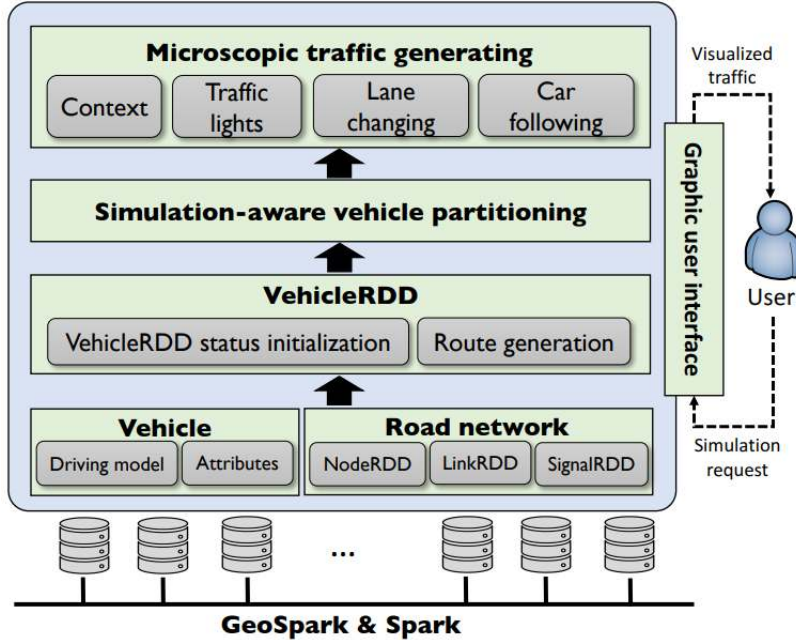 Microscopic traffic generating
Context
Traffic
lights
Lane
changing
Car
following
Simulation-aware vehicle partitioning
VehicleRDD
VehicleRDD status initialization
Route generation
Vehicle
Driving model
Attributes
Road network
NodeRDD
LinkRDD
SignalRDD
...
GeoSpark & Spark
Graphic user interface
Visualized
traffic
User
Simulation
request